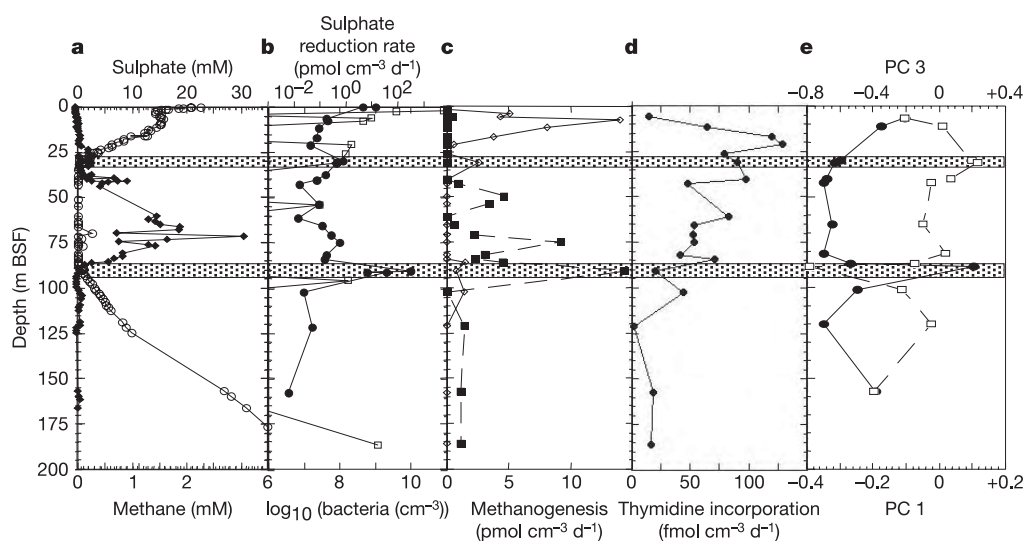 Sulphate
reduction rate
(pmol cm⁻³ d⁻¹)
a b c d e
Sulphate (mM)
PC 3
0 10 20 30
10⁻² 10⁰ 10²
–0.8 –0.4 0 +0.4
Depth (m BSF)
0
25
50
75
100
125
150
175
200
0 2 4 6 8 10 0 5 10 0 50 100 –0.4 –0.2 0 +0.2
Methane (mM)
log₁₀ (bacteria (cm⁻³))
Methanogenesis
(pmol cm⁻³ d⁻¹)
Thymidine incorporation
(fmol cm⁻³ d⁻¹)
PC 1